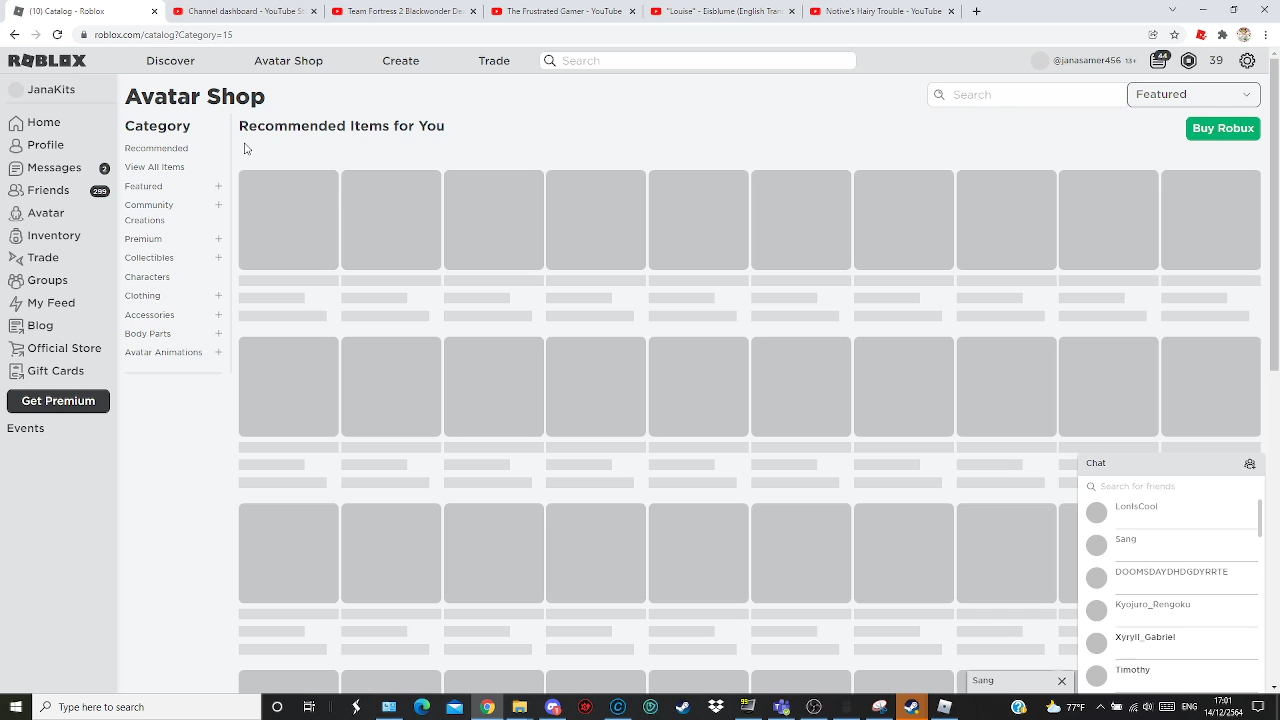 (10) Catalog - Roblox
Channel dashboard - YouTube St
Team Fortress 2 Blackwonder De
The Frustrated Gamer - YouTube
"Louise" - Eisblume (English Tran
Notive's Hairy Trouble - YouTube
roblox.com/catalog?Category=15
ROBLOX
Discover
Avatar Shop
Create
Trade
Search
@janasamer456 13+
44
39
JanaKits
Home
Profile
Messages 2
Friends 299
Avatar
Inventory
Trade
Groups
My Feed
Blog
Official Store
Gift Cards
Get Premium
Events
Avatar Shop
Search
Featured
Category
Recommended
View All Items
Featured +
Community +
Creations
Premium +
Collectibles +
Characters
Clothing +
Accessories +
Body Parts +
Avatar Animations +
Recommended Items for You
Buy Robux
Chat
Search for friends
LonIsCool
Sang
DOOMSDAYDHDGDYRRTE
Kyojuro_Rengoku
Xyryll_Gabriel
Timothy
Sang
Type here to search
77°F
17:01
14/12/2564